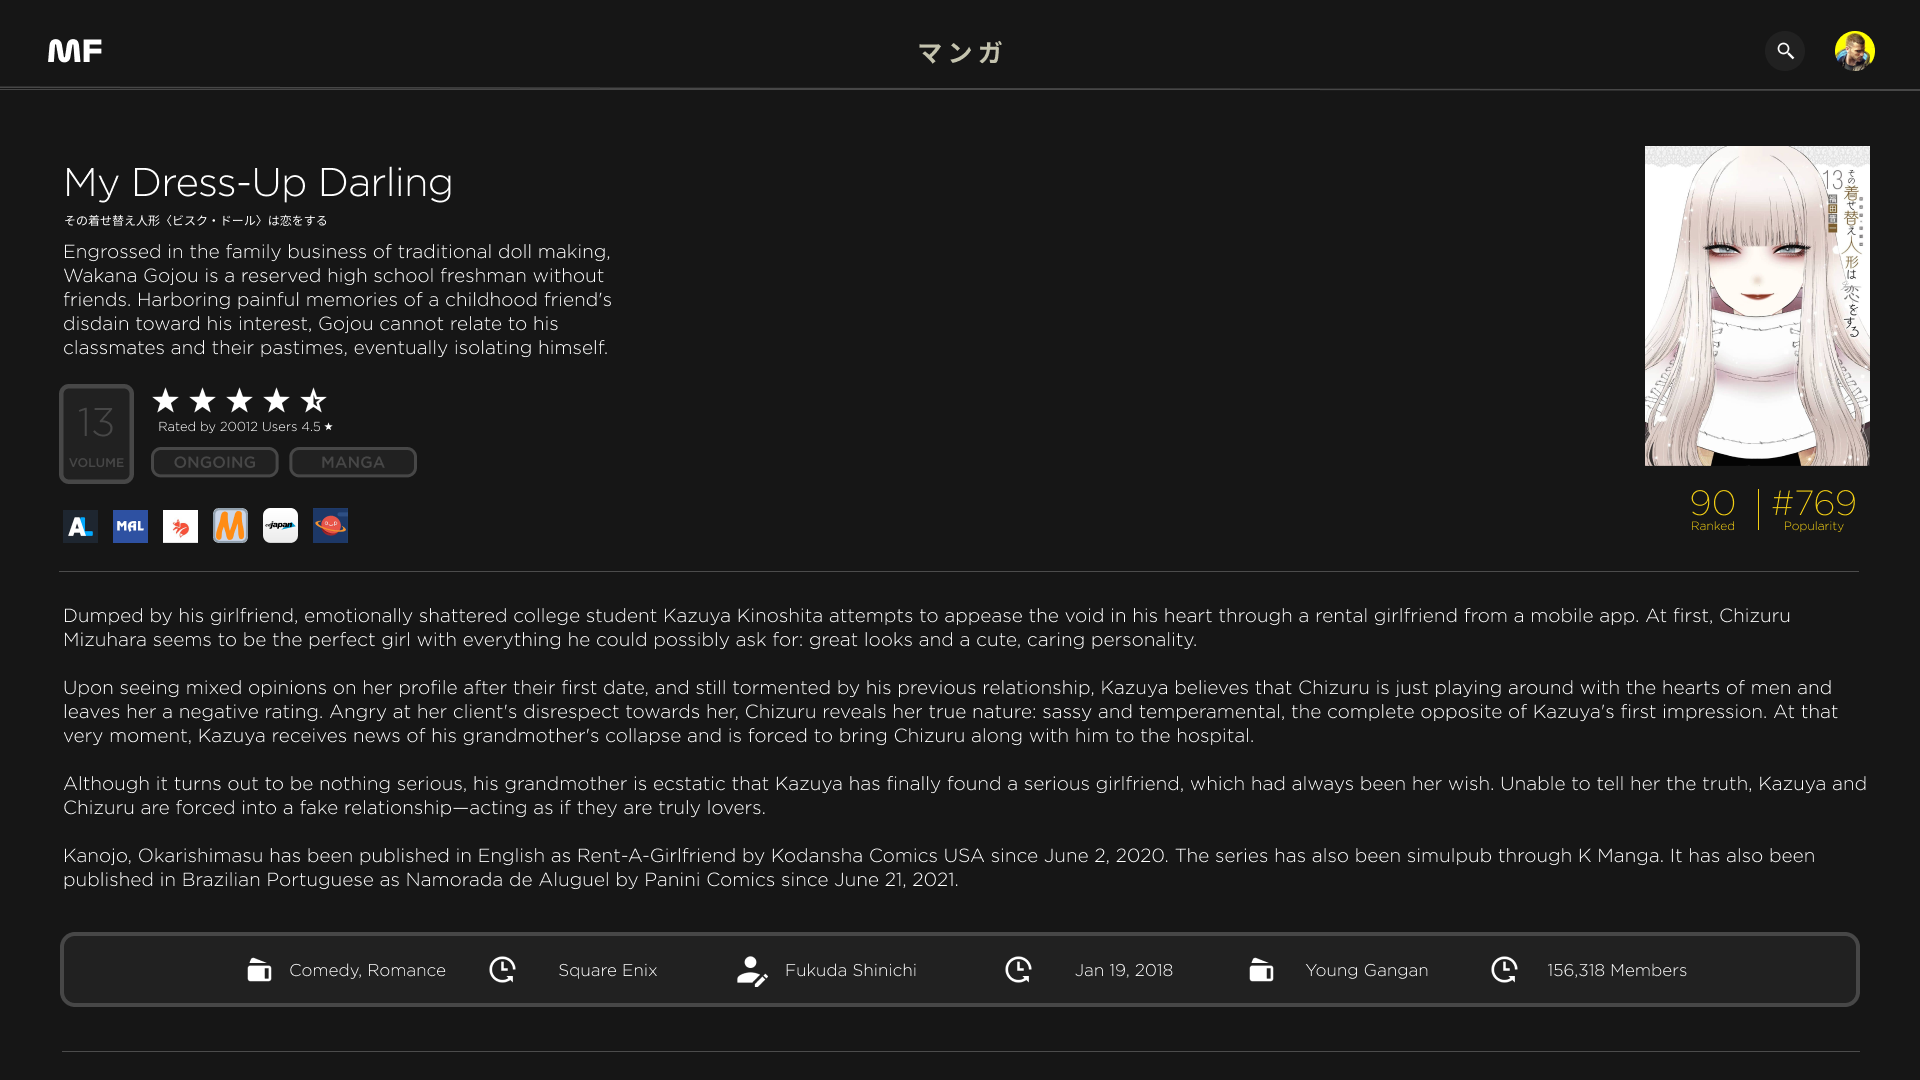 MF
マンガ
My Dress-Up Darling
その着せ替え人形〈ビスク・ドール〉は恋をする
Engrossed in the family business of traditional doll making,
Wakana Gojou is a reserved high school freshman without
friends. Harboring painful memories of a childhood friend's
disdain toward his interest, Gojou cannot relate to his
classmates and their pastimes, eventually isolating himself.
13
VOLUME
Rated by 20012 Users 4.5 ★
ONGOING
MANGA
AL
MAL
M
japan
13
その着せ替え人形は恋をする
90
Ranked
#769
Popularity
Dumped by his girlfriend, emotionally shattered college student Kazuya Kinoshita attempts to appease the void in his heart through a rental girlfriend from a mobile app. At first, Chizuru
Mizuhara seems to be the perfect girl with everything he could possibly ask for: great looks and a cute, caring personality.
Upon seeing mixed opinions on her profile after their first date, and still tormented by his previous relationship, Kazuya believes that Chizuru is just playing around with the hearts of men and
leaves her a negative rating. Angry at her client's disrespect towards her, Chizuru reveals her true nature: sassy and temperamental, the complete opposite of Kazuya's first impression. At that
very moment, Kazuya receives news of his grandmother's collapse and is forced to bring Chizuru along with him to the hospital.
Although it turns out to be nothing serious, his grandmother is ecstatic that Kazuya has finally found a serious girlfriend, which had always been her wish. Unable to tell her the truth, Kazuya and
Chizuru are forced into a fake relationship—acting as if they are truly lovers.
Kanojo, Okarishimasu has been published in English as Rent-A-Girlfriend by Kodansha Comics USA since June 2, 2020. The series has also been simulpub through K Manga. It has also been
published in Brazilian Portuguese as Namorada de Aluguel by Panini Comics since June 21, 2021.
Comedy, Romance
Square Enix
Fukuda Shinichi
Jan 19, 2018
Young Gangan
156,318 Members